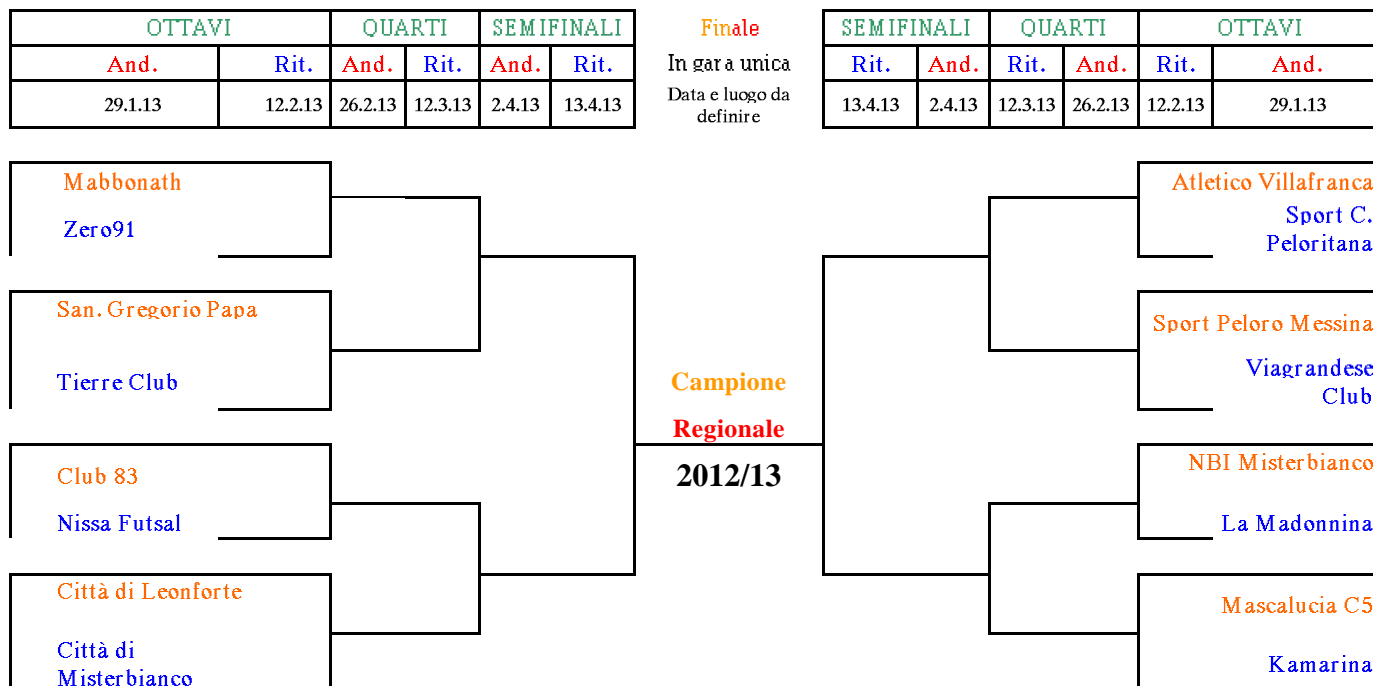 OTTAVI QUARTI SEMIFINALI Finale SEMIFINALI QUARTI OTTAVI
And. Rit. And. Rit. And. Rit. In gara unica Rit. And. Rit. And. Rit. And.
29.1.13 12.2.13 26.2.13 12.3.13 2.4.13 13.4.13 Data e luogo da 13.4.13 2.4.13 12.3.13 26.2.13 12.2.13 29.1.13
definire
Mabbonath
Zero91
San. Gregorio Papa
Tierre Club
Club 83
Nissa Futsal
Città di Leonforte
Città di
Misterbianco
Campione
Regionale
2012/13
Atletico Villafranca
Sport C.
Peloritana
Sport Peloro Messina
Viagrandese
Club
NBI Misterbianco
La Madonnina
Mascalucia C5
Kamarina